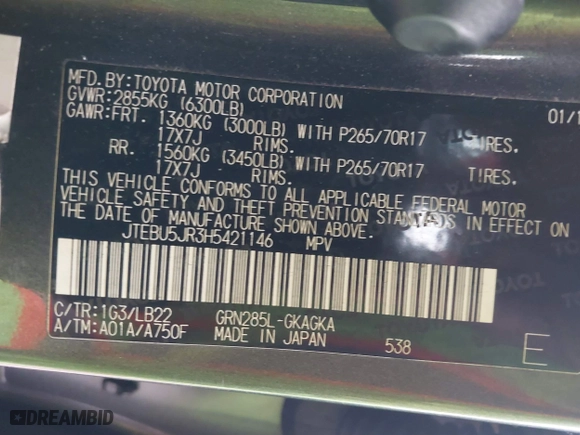 MFD.BY:TOYOTA MOTOR CORPORATION
GVWR:2855KG (6300LB) 01/1
GAWR:FRT. 1360KG (3000LB) WITH P265/70R17 TIRES.
17X7J RIMS.
RR. 1560KG (3450LB) WITH P265/70R17 TIRES.
17X7J RIMS.
THIS VEHICLE CONFORMS TO ALL APPLICABLE FEDERAL MOTOR
VEHICLE SAFETY AND THEFT PREVENTION STANDARDS IN EFFECT ON
THE DATE OF MANUFACTURE SHOWN ABOVE.
JTEBU5JR3H5421146 MPV
C/TR:1G3/LB22 GRN285L-GKAGKA
A/TM:A01A/A750F MADE IN JAPAN 538 E
DREAMBID